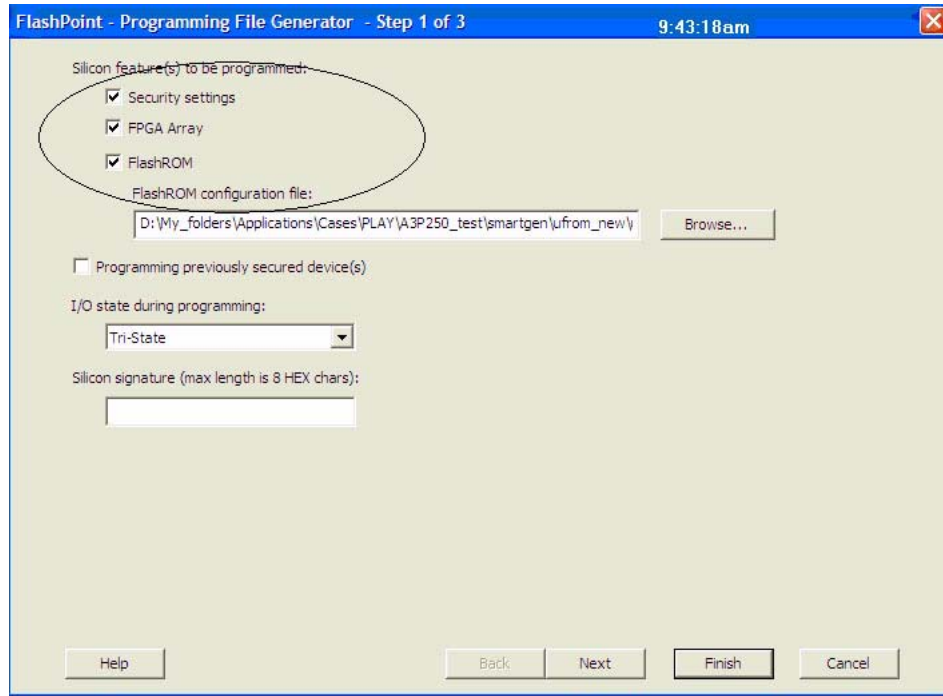 FlashPoint - Programming File Generator - Step 1 of 3
9:43:18am
Silicon feature(s) to be programmed:
Security settings
FPGA Array
FlashROM
FlashROM configuration file:
D:\My_folders\Applications\Cases\PLAY\A3P250_test\smartgen\ufrom_new\
Browse...
Programming previously secured device(s)
I/O state during programming:
Tri-State
Silicon signature (max length is 8 HEX chars):
Help
Back
Next
Finish
Cancel